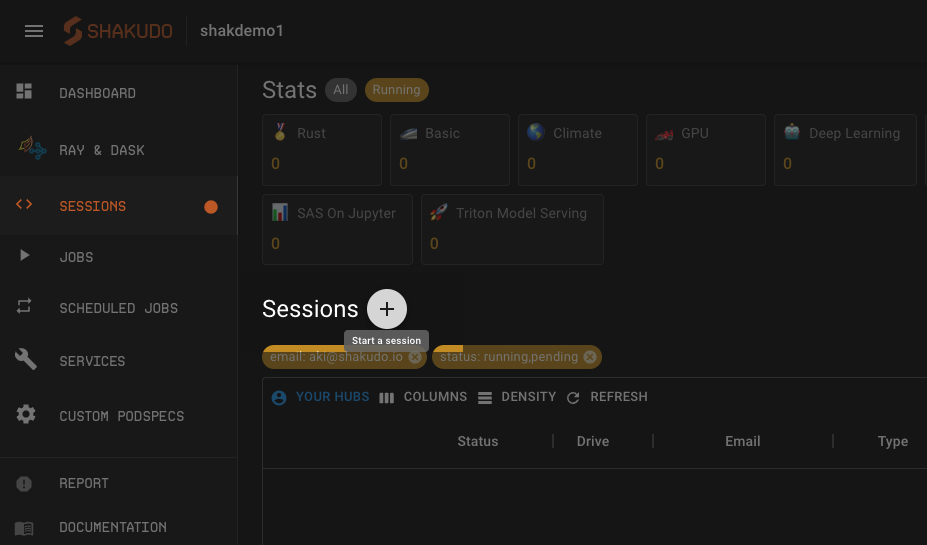 SHAKUDO shakdemo1
DASHBOARD
RAY & DASK
SESSIONS
JOBS
SCHEDULED JOBS
SERVICES
CUSTOM PODSPECS
REPORT
DOCUMENTATION
Stats All Running
Rust
0
Basic
0
Climate
0
GPU
0
Deep Learning
0
SAS On Jupyter
0
Triton Model Serving
0
Sessions +
Start a session
email: aki@shakudo.io status: running,pending
YOUR HUBS COLUMNS DENSITY REFRESH
Status Drive Email Type